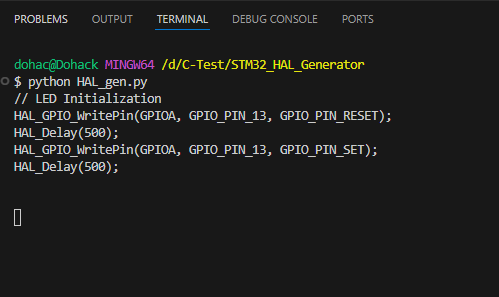 PROBLEMS OUTPUT TERMINAL DEBUG CONSOLE PORTS
dohac@Dohack MINGW64 /d/C-Test/STM32_HAL_Generator
$ python HAL_gen.py
// LED Initialization
HAL_GPIO_WritePin(GPIOA, GPIO_PIN_13, GPIO_PIN_RESET);
HAL_Delay(500);
HAL_GPIO_WritePin(GPIOA, GPIO_PIN_13, GPIO_PIN_SET);
HAL_Delay(500);